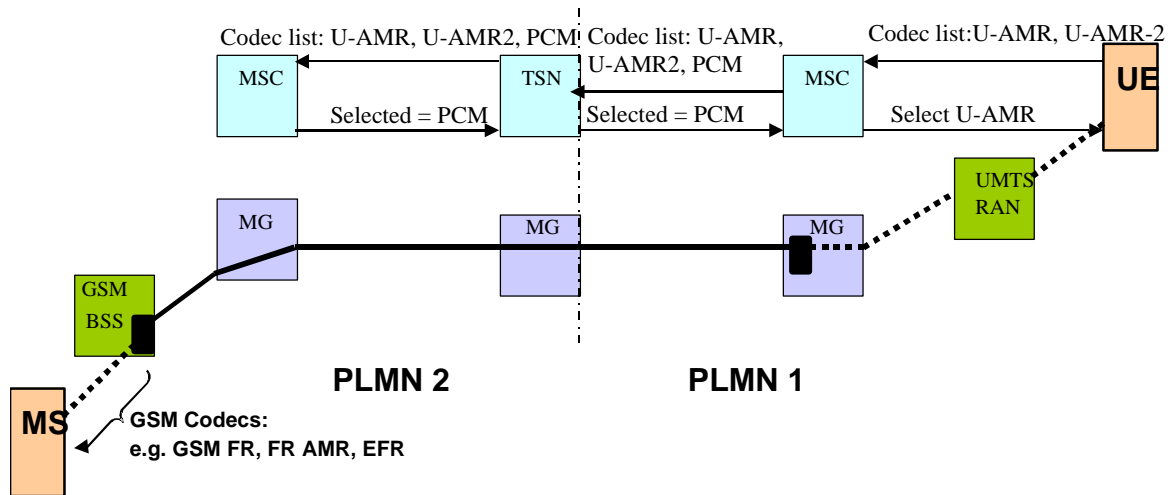 Codec list: U-AMR, U-AMR2, PCM
Codec list: U-AMR,
U-AMR2, PCM
Codec list:U-AMR, U-AMR-2
MSC
TSN
MSC
UE
Selected = PCM
Selected = PCM
Select U-AMR
UMTS
RAN
MG
MG
MG
GSM
BSS
PLMN 2
PLMN 1
MS
GSM Codecs:
e.g. GSM FR, FR AMR, EFR